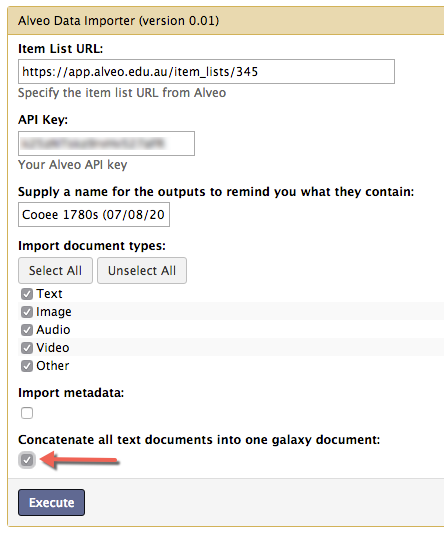 Alveo Data Importer (version 0.01)
Item List URL:
https://app.alveo.edu.au/item_lists/345
Specify the item list URL from Alveo
API Key:
Your Alveo API key
Supply a name for the outputs to remind you what they contain:
Cooee 1780s (07/08/20
Import document types:
Select All Unselect All
Text
Image
Audio
Video
Other
Import metadata:
Concatenate all text documents into one galaxy document:
Execute